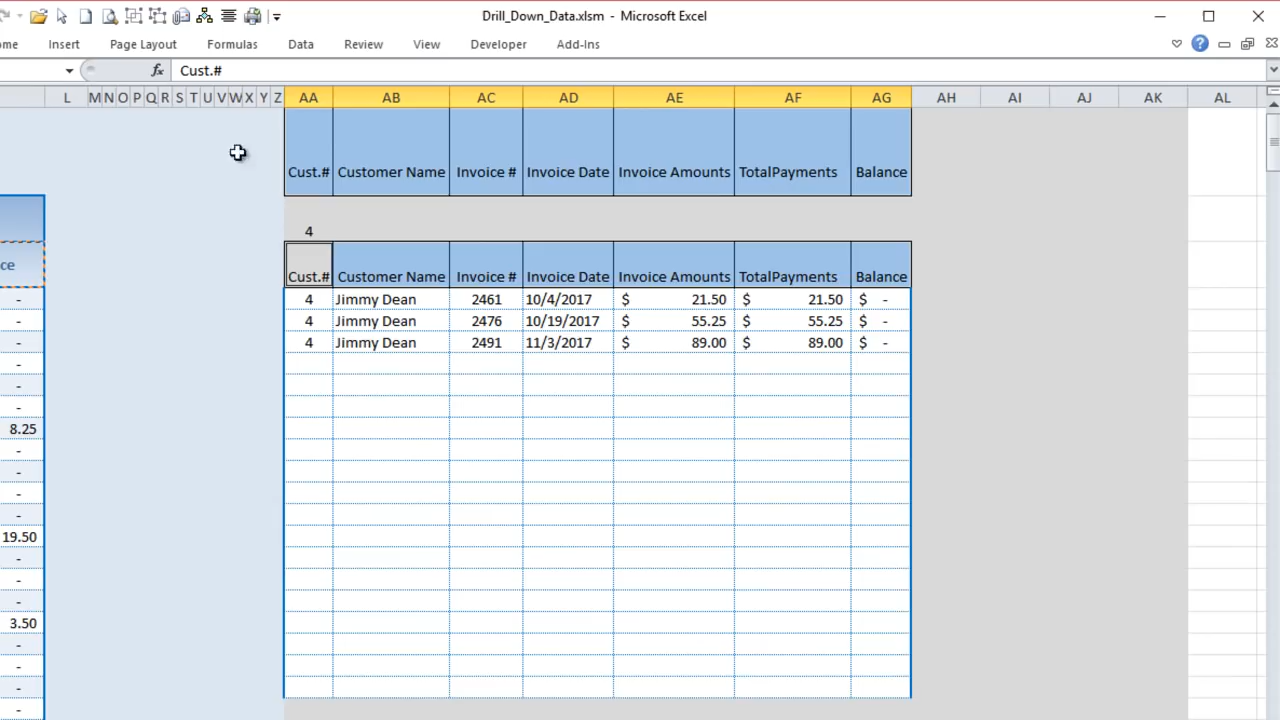 Drill_Down_Data.xlsm - Microsoft Excel
ome Insert Page Layout Formulas Data Review View Developer Add-Ins
fx Cust.#
L M N O P Q R S T U V W X Y Z AA AB AC AD AE AF AG AH AI AJ AK AL
Cust.# Customer Name Invoice # Invoice Date Invoice Amounts TotalPayments Balance
4
ce Cust.# Customer Name Invoice # Invoice Date Invoice Amounts TotalPayments Balance
- 4 Jimmy Dean 2461 10/4/2017 $ 21.50 $ 21.50 $ -
- 4 Jimmy Dean 2476 10/19/2017 $ 55.25 $ 55.25 $ -
- 4 Jimmy Dean 2491 11/3/2017 $ 89.00 $ 89.00 $ -
-
-
-
8.25
-
-
-
-
19.50
-
-
-
3.50
-
-
-
-